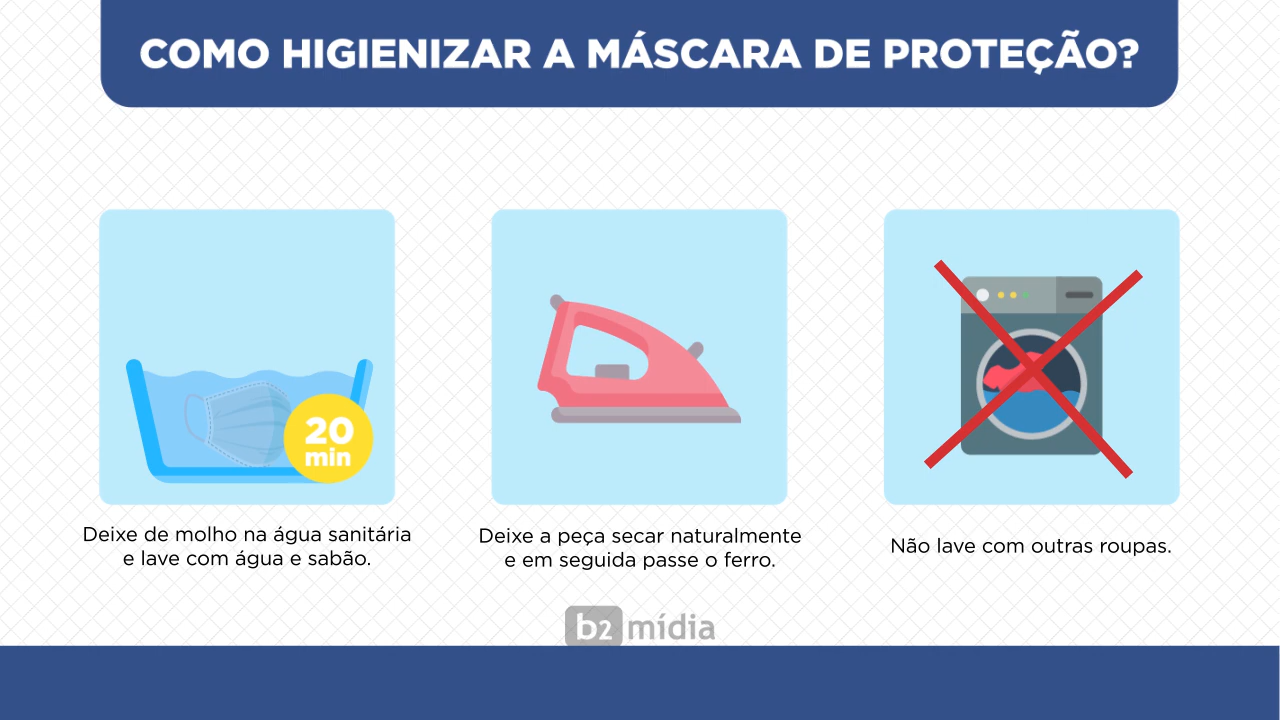 COMO HIGIENIZAR A MÁSCARA DE PROTEÇÃO?
20
min
Deixe de molho na água sanitária
e lave com água e sabão.
Deixe a peça secar naturalmente
e em seguida passe o ferro.
Não lave com outras roupas.
b2 mídia